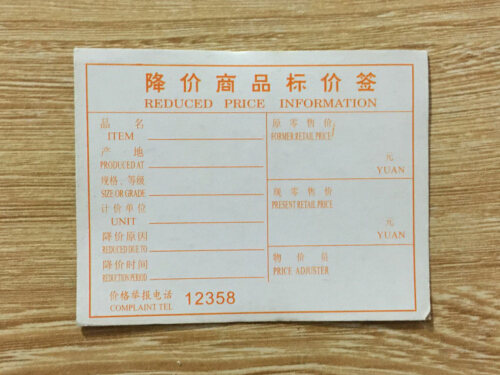 降价商品标价签
REDUCED PRICE INFORMATION
品名
ITEM
产地
PRODUCED AT
规格、等级
SIZE OR GRADE
计价单位
UNIT
降价原因
REDUCED DUE TO
降价时间
REDUCTION PERIOD
价格举报电话 12358
COMPLAINT TEL
原零售价
FORMER RETAIL PRICE
元
YUAN
现零售价
PRESENT RETAIL PRICE
元
YUAN
物价员
PRICE ADJUSTER